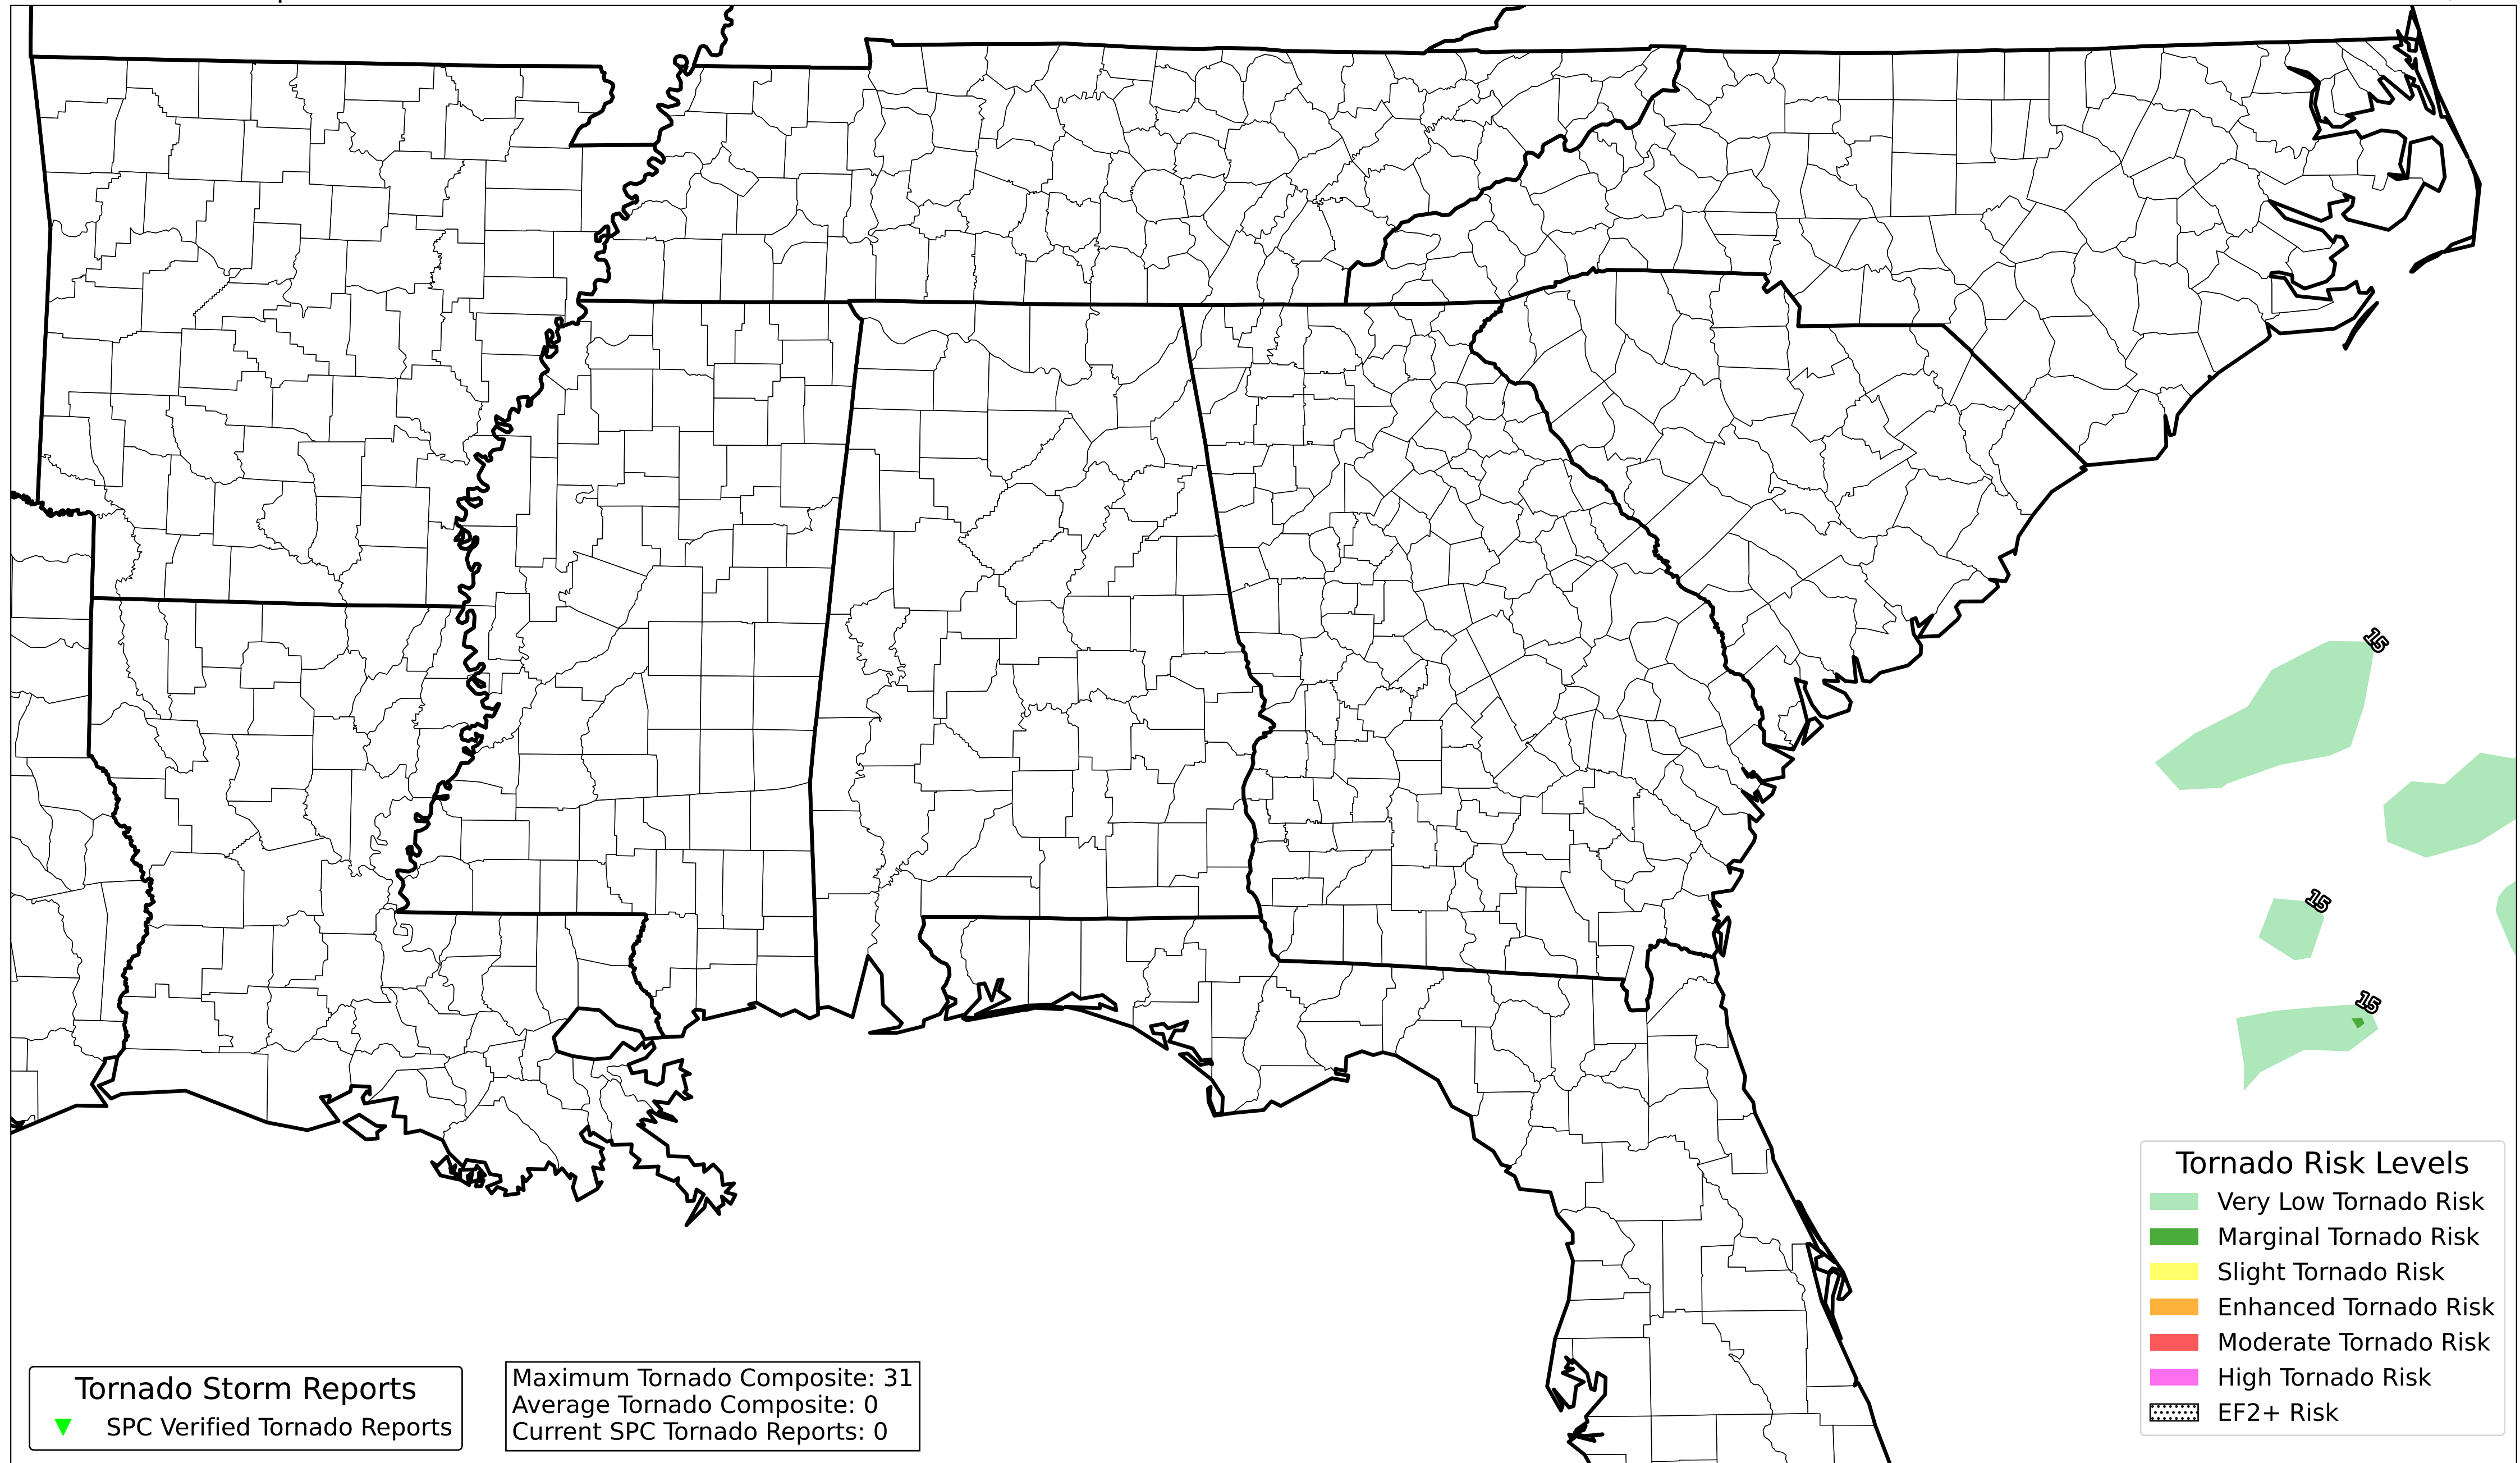 15
15
15
Tornado Risk Levels
Very Low Tornado Risk
Marginal Tornado Risk
Slight Tornado Risk
Enhanced Tornado Risk
Moderate Tornado Risk
High Tornado Risk
EF2+ Risk
Tornado Storm Reports
SPC Verified Tornado Reports
Maximum Tornado Composite: 31
Average Tornado Composite: 0
Current SPC Tornado Reports: 0